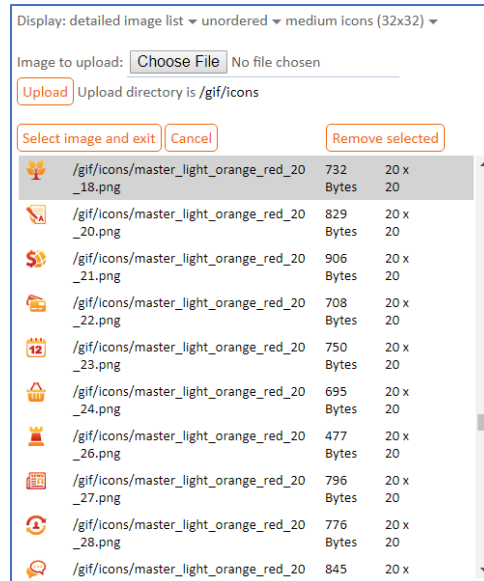 Display: detailed image list unordered medium icons (32x32)
Image to upload: Choose File No file chosen
Upload Upload directory is /gif/icons
Select image and exit Cancel Remove selected
/gif/icons/master_light_orange_red_20 732 20 x
_18.png Bytes 20
/gif/icons/master_light_orange_red_20 829 20 x
_20.png Bytes 20
/gif/icons/master_light_orange_red_20 906 20 x
_21.png Bytes 20
/gif/icons/master_light_orange_red_20 708 20 x
_22.png Bytes 20
12 /gif/icons/master_light_orange_red_20 750 20 x
_23.png Bytes 20
/gif/icons/master_light_orange_red_20 695 20 x
_24.png Bytes 20
/gif/icons/master_light_orange_red_20 477 20 x
_26.png Bytes 20
/gif/icons/master_light_orange_red_20 796 20 x
_27.png Bytes 20
/gif/icons/master_light_orange_red_20 776 20 x
_28.png Bytes 20
/gif/icons/master_light_orange_red_20 845 20 x